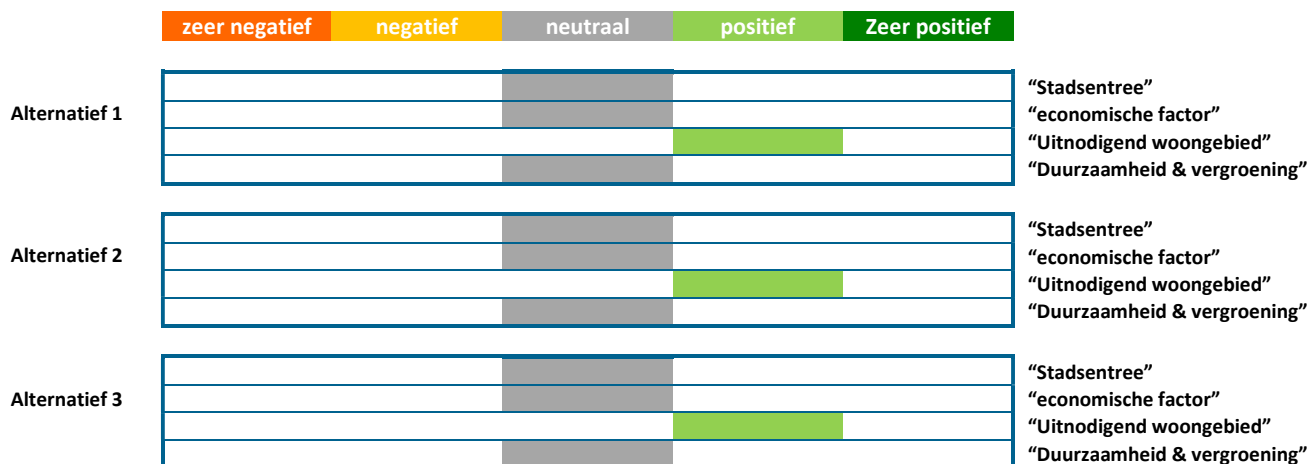 zeer negatief negatief neutraal positief Zeer positief
“Stadsentree”
Alternatief 1 “economische factor”
“Uitnodigend woongebied”
“Duurzaamheid & vergroening”
“Stadsentree”
Alternatief 2 “economische factor”
“Uitnodigend woongebied”
“Duurzaamheid & vergroening”
“Stadsentree”
Alternatief 3 “economische factor”
“Uitnodigend woongebied”
“Duurzaamheid & vergroening”